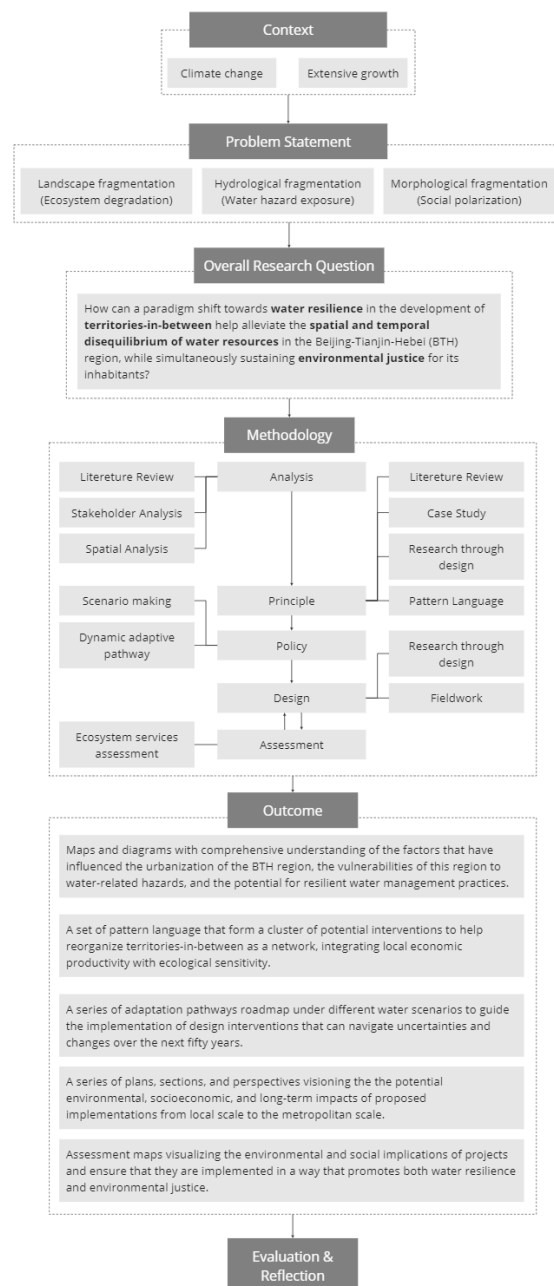 Context
Climate change
Extensive growth
Problem Statement
Landscape fragmentation
(Ecosystem degradation)
Hydrological fragmentation
(Water hazard exposure)
Morphological fragmentation
(Social polarization)
Overall Research Question
How can a paradigm shift towards water resilience in the development of
territories-in-between help alleviate the spatial and temporal
disequilibrium of water resources in the Beijing-Tianjin-Hebei (BTH)
region, while simultaneously sustaining environmental justice for its
inhabitants?
Methodology
Litereture Review
Analysis
Litereture Review
Stakeholder Analysis
Case Study
Spatial Analysis
Research through
design
Scenario making
Principle
Pattern Language
Dynamic adaptive
pathway
Policy
Research through
design
Design
Fieldwork
Ecosystem services
assessment
Assessment
Outcome
Maps and diagrams with comprehensive understanding of the factors that have
influenced the urbanization of the BTH region, the vulnerabilities of this region to
water-related hazards, and the potential for resilient water management practices.
A set of pattern language that form a cluster of potential interventions to help
reorganize territories-in-between as a network, integrating local economic
productivity with ecological sensitivity.
A series of adaptation pathways roadmap under different water scenarios to guide
the implementation of design interventions that can navigate uncertainties and
changes over the next fifty years.
A series of plans, sections, and perspectives visioning the the potential
environmental, socioeconomic, and long-term impacts of proposed
implementations from local scale to the metropolitan scale.
Assessment maps visualizing the environmental and social implications of projects
and ensure that they are implemented in a way that promotes both water resilience
and environmental justice.
Evaluation &
Reflection